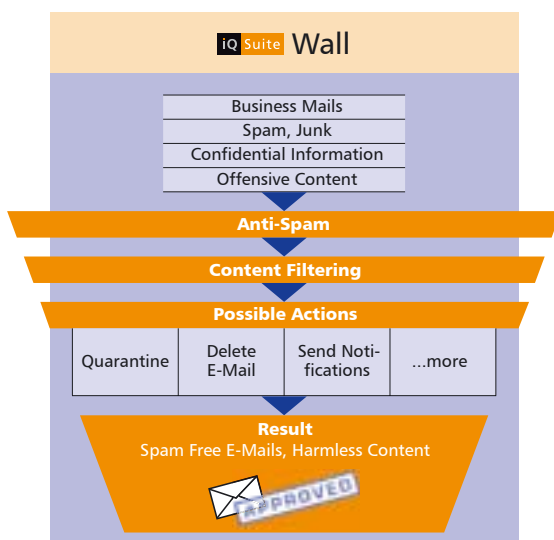 iQ Suite Wall
Business Mails
Spam, Junk
Confidential Information
Offensive Content
Anti-Spam
Content Filtering
Possible Actions
Quarantine
Delete
E-Mail
Send Noti-
fications
...more
Result
Spam Free E-Mails, Harmless Content
APPROVED